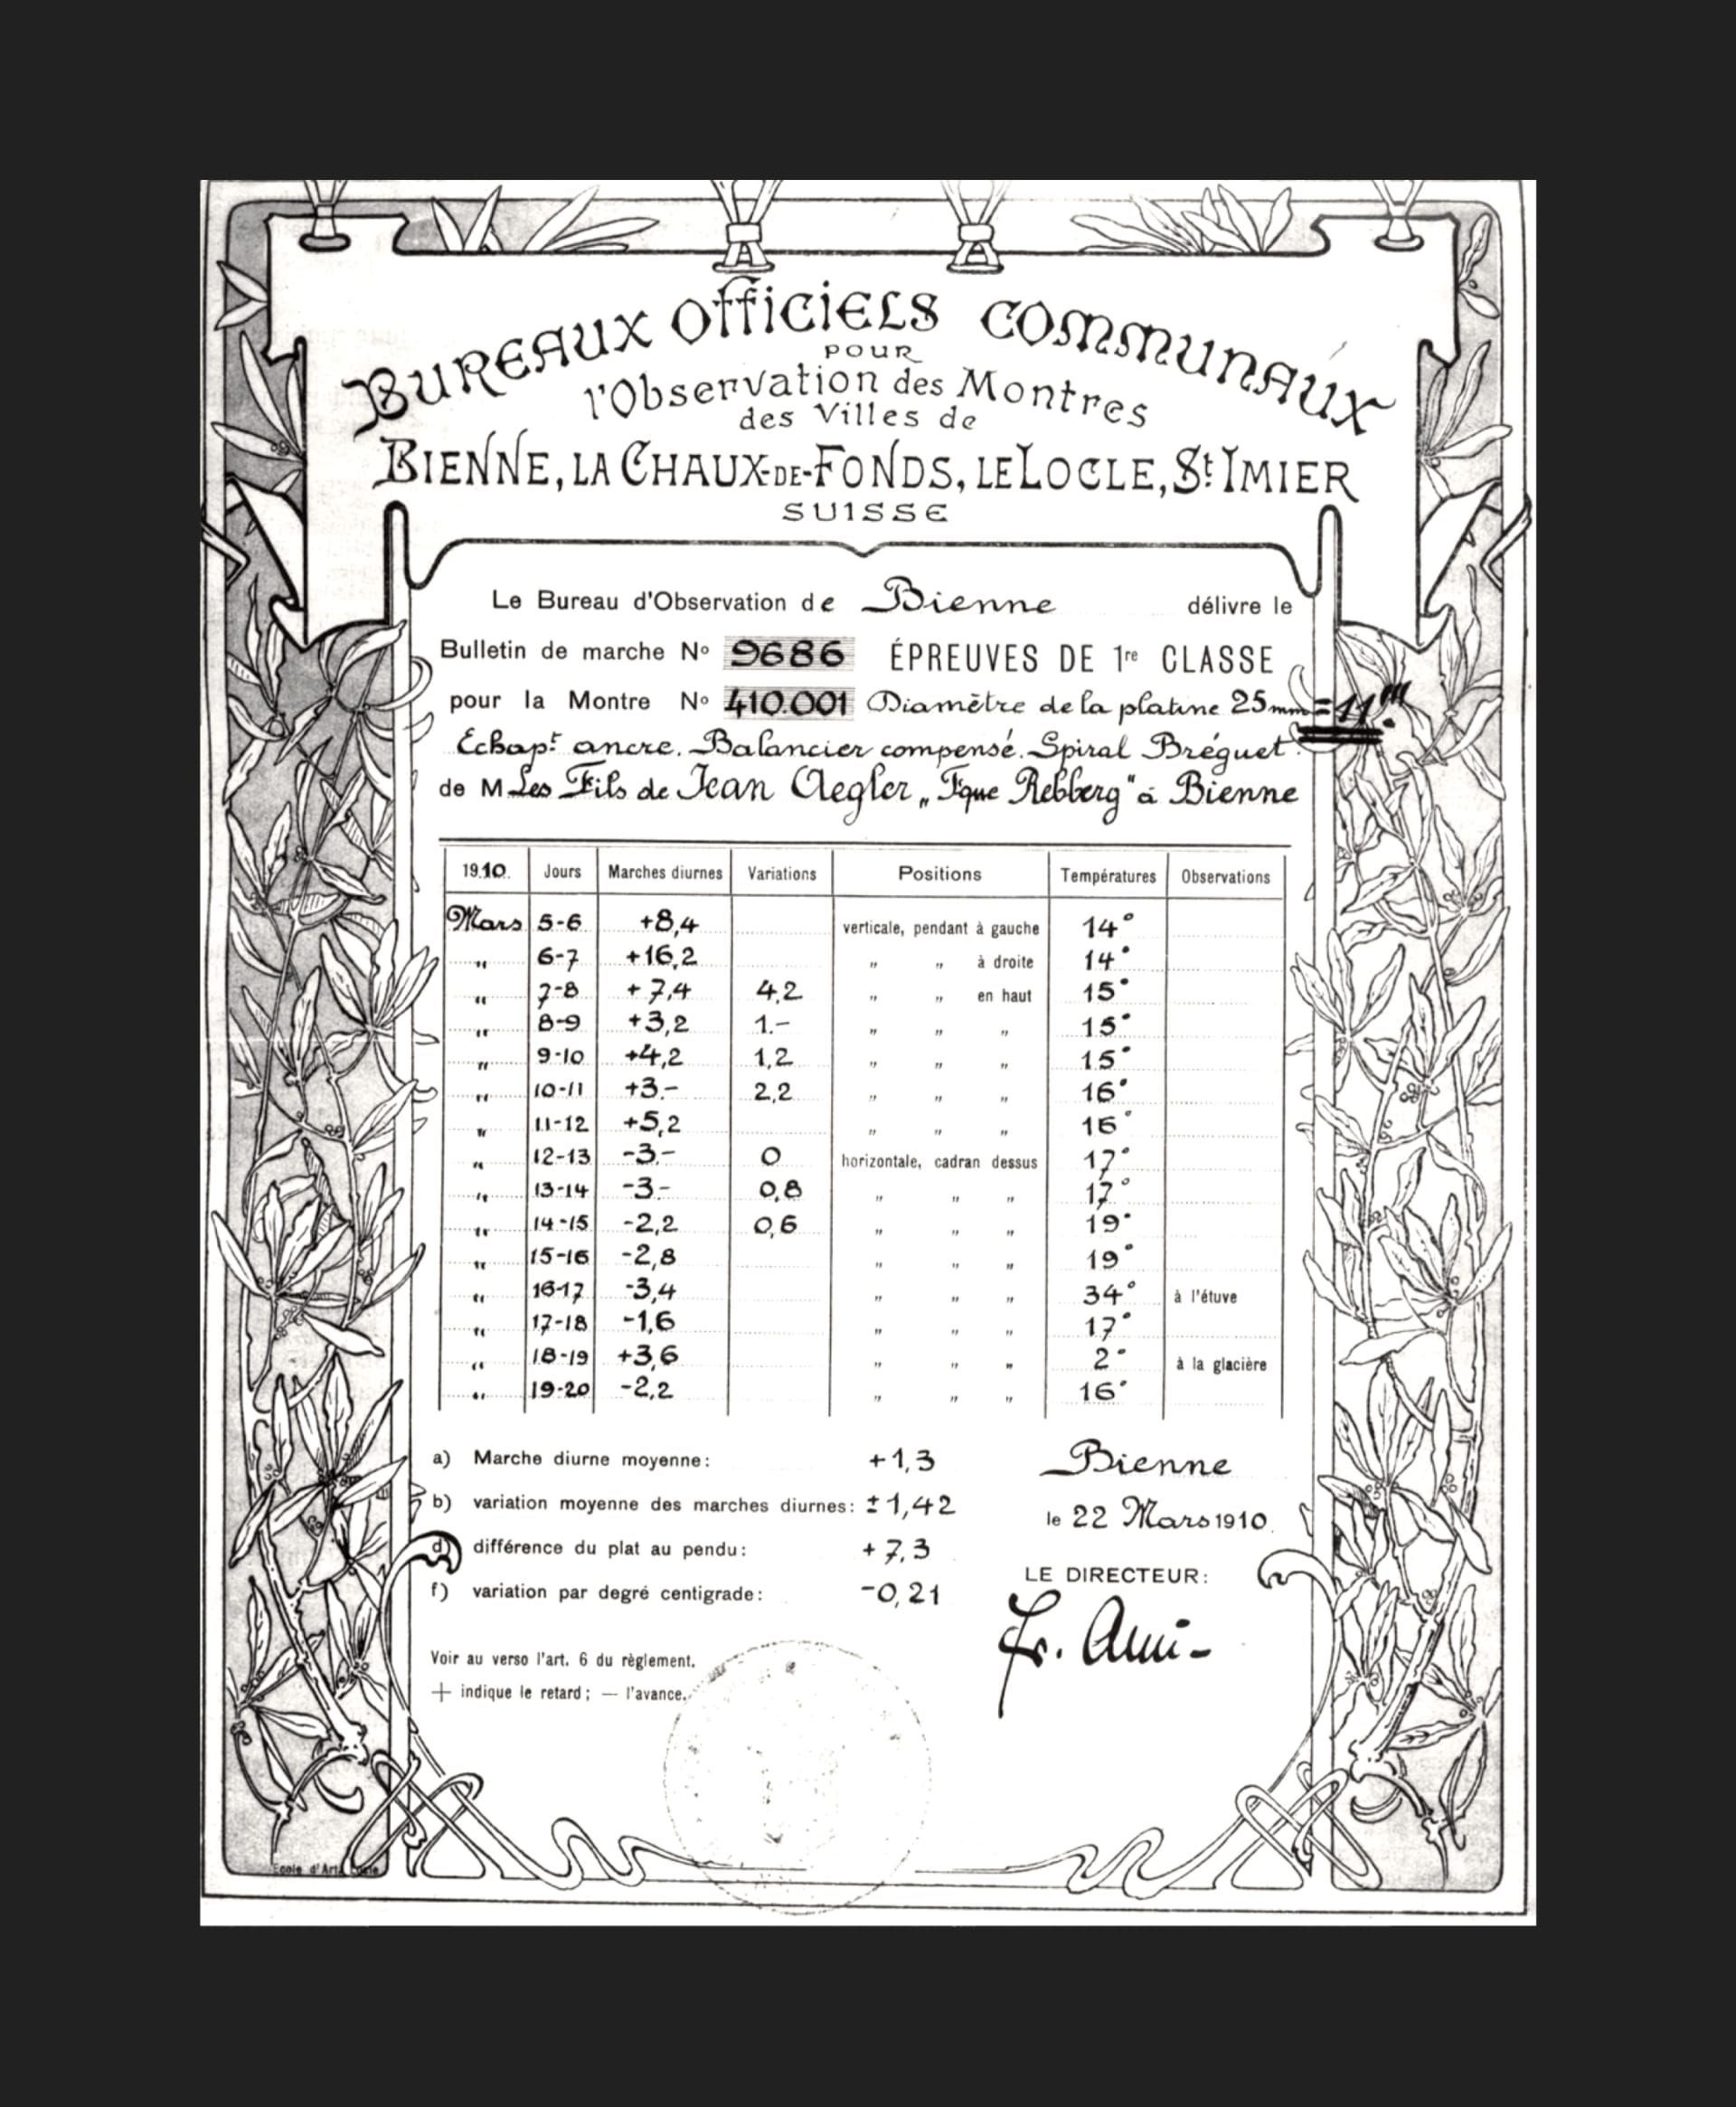 BUREAUX OFFICIELS COMMUNAUX
POUR
l'Observation des Montres
des Villes de
BIENNE, LA CHAUX-DE-FONDS, LE LOCLE, St IMIER
SUISSE
Le Bureau d'Observation de Bienne délivre le
Bulletin de marche No 9686 ÉPREUVES DE 1re CLASSE
pour la Montre No 410.001 Diamètre de la platine 25mm = 11'''
Echapt ancre. Balancier compensé. Spiral Bréguet.
de M Les Fils de Jean Aegler „Fque Rebberg" à Bienne
1910. Jours Marches diurnes Variations Positions Températures Observations
Mars 5-6 +8,4 verticale, pendant à gauche 14°
" 6-7 +16,2 " " à droite 14°
" 7-8 +7,4 4,2 " " en haut 15°
" 8-9 +3,2 1.- " " " 15°
" 9-10 +4,2 1,2 " " " 15°
" 10-11 +3.- 2,2 " " " 16°
" 11-12 +5,2 " " " 16°
" 12-13 -3.- 0 horizontale, cadran dessus 17°
" 13-14 -3- 0,8 " " " 17°
" 14-15 -2,2 0,6 " " " 19°
" 15-16 -2,8 " " " 19°
" 16-17 -3,4 " " " 34° à l'étuve
" 17-18 -1,6 " " " 17°
" 18-19 +3,6 " " " 2° à la glacière
" 19-20 -2,2 " " " 16°
a) Marche diurne moyenne: +1,3
b) variation moyenne des marches diurnes: ±1,42
d) différence du plat au pendu: +7,3
f) variation par degré centigrade: -0,21
Bienne
le 22 Mars 1910.
LE DIRECTEUR:
Voir au verso l'art. 6 du règlement.
+ indique le retard; — l'avance.
Ecole d'Art Locle